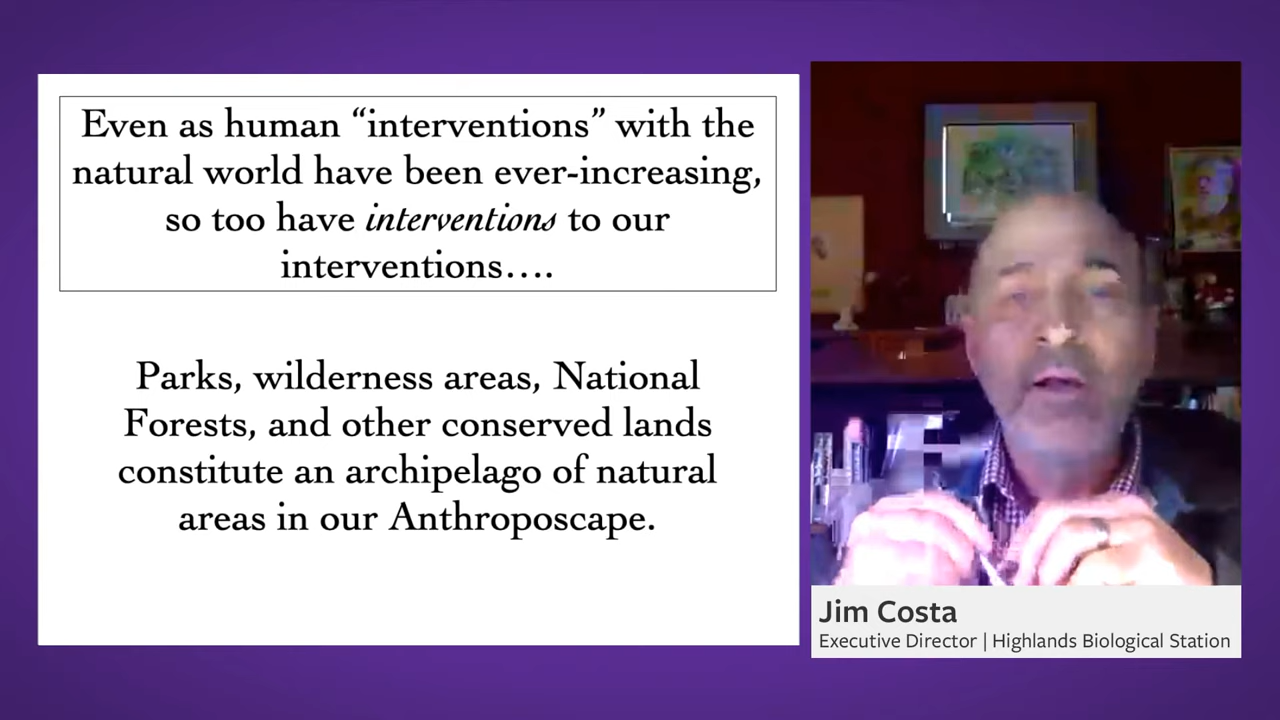 Even as human “interventions” with the
natural world have been ever-increasing,
so too have interventions to our
interventions….
Parks, wilderness areas, National
Forests, and other conserved lands
constitute an archipelago of natural
areas in our Anthroposcape.
Jim Costa
Executive Director | Highlands Biological Station